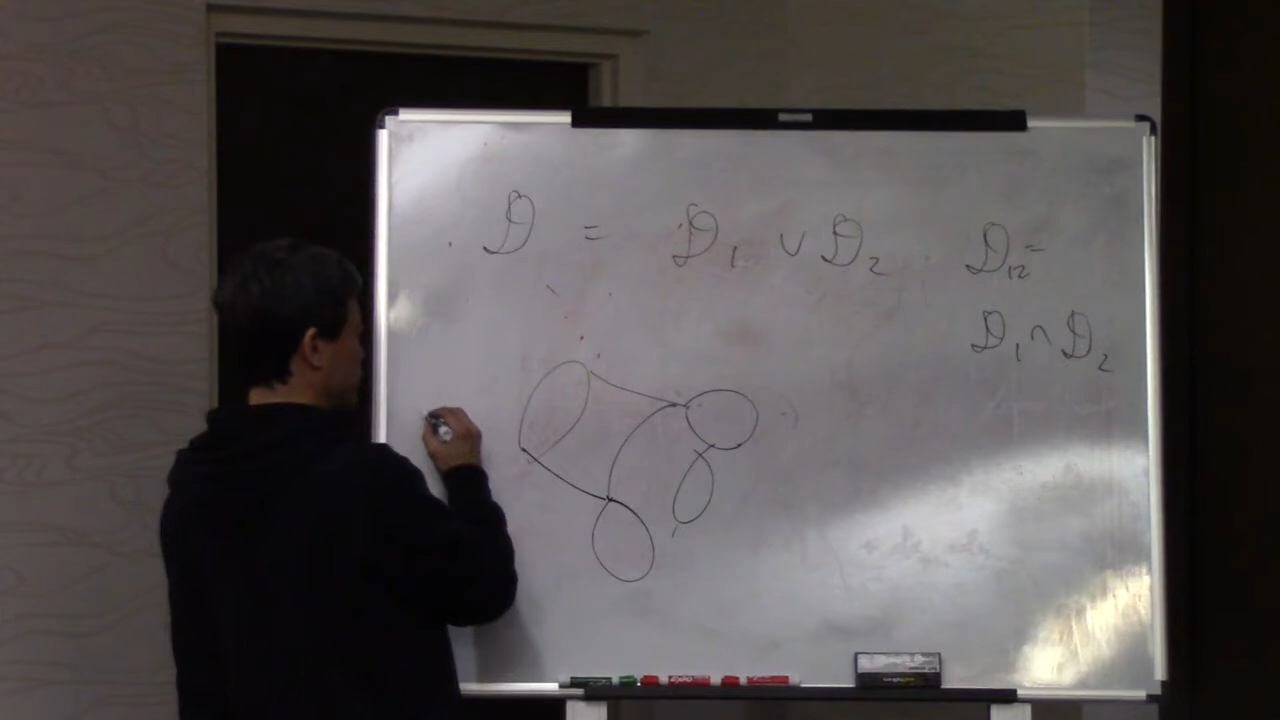 𝒟 = 𝒟₁ ∪ 𝒟₂ 𝒟₁₂ =
𝒟₁ ∩ 𝒟₂